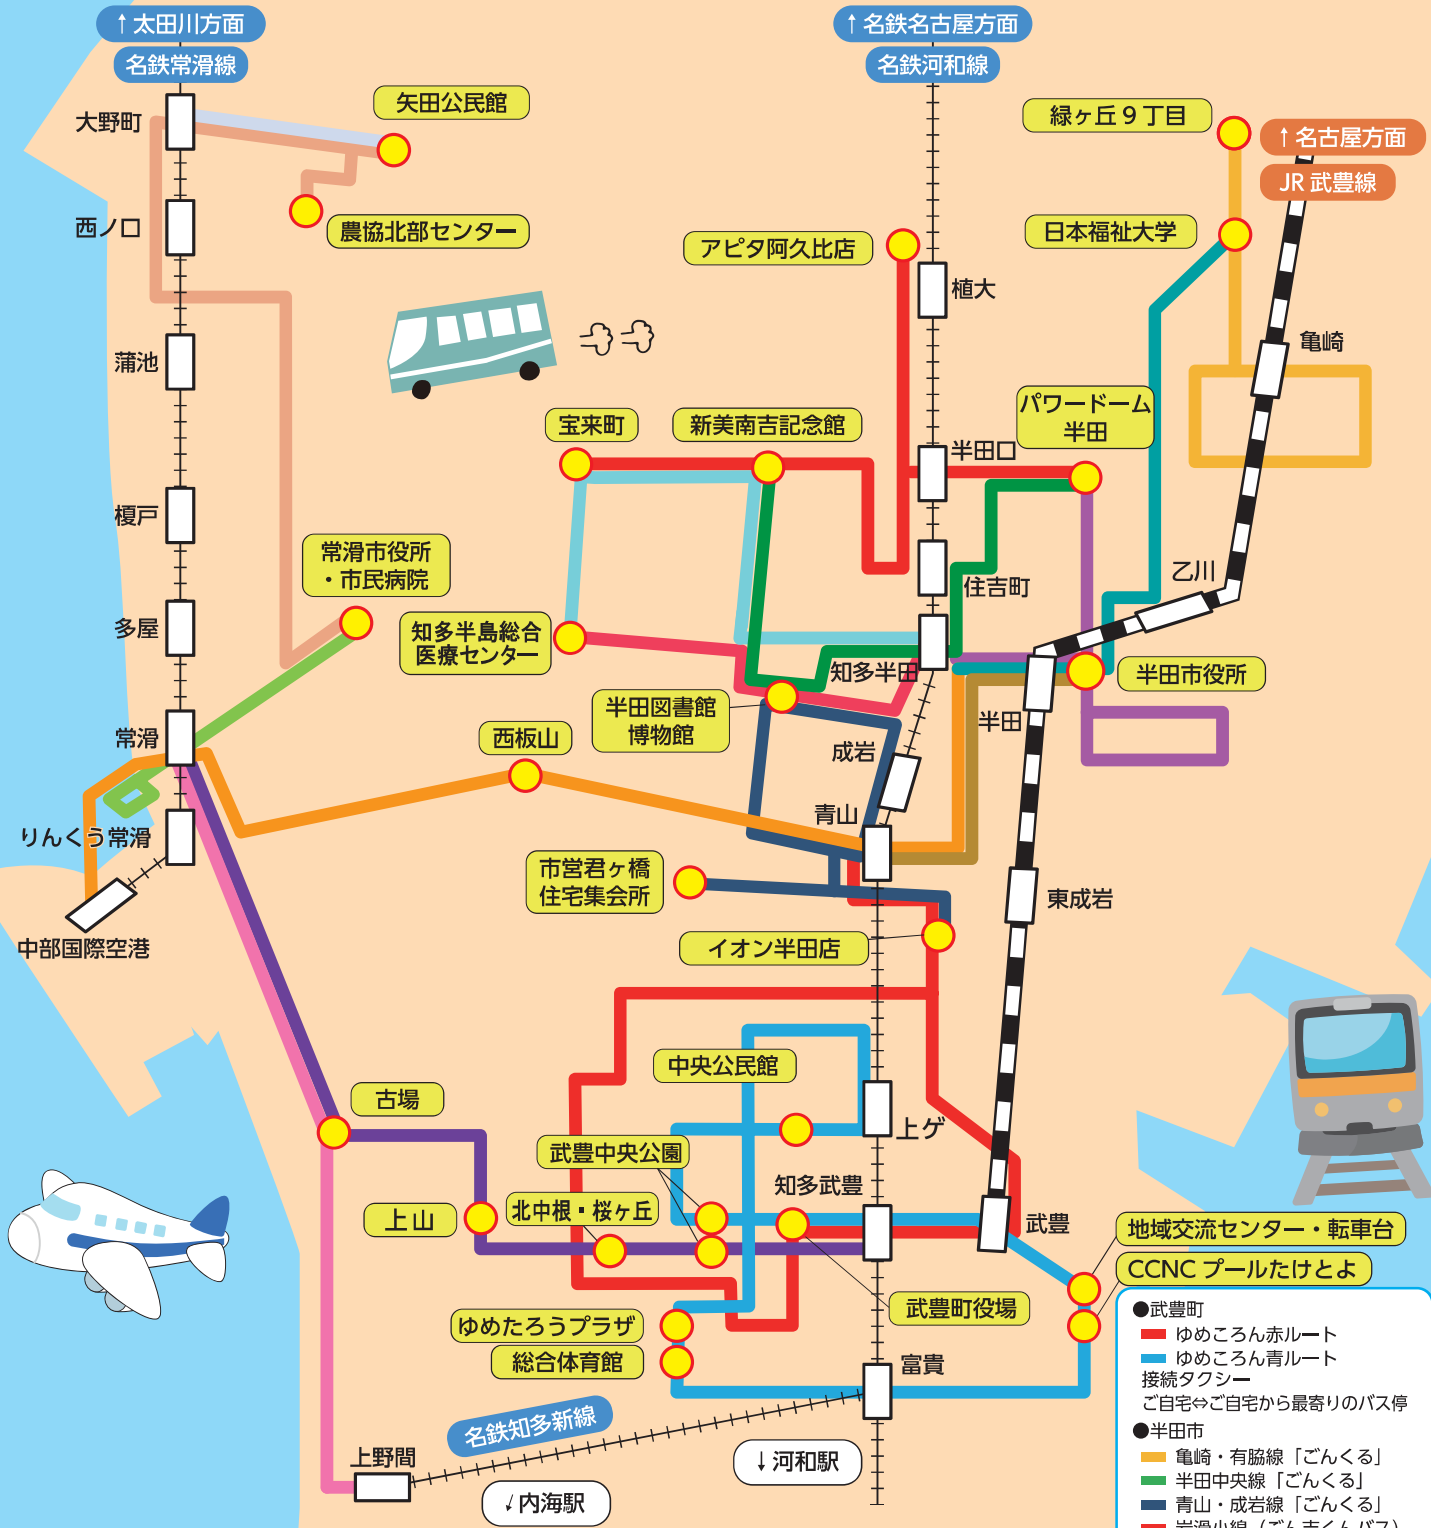 ↑太田川方面
名鉄常滑線
↑名鉄名古屋方面
名鉄河和線
大野町
矢田公民館
緑ヶ丘9丁目
↑名古屋方面
JR武豊線
西ノ口
農協北部センター
アピタ阿久比店
日本福祉大学
植大
亀崎
蒲池
パワードーム
半田
宝来町
新美南吉記念館
半田口
榎戸
常滑市役所
・市民病院
乙川
住吉町
多屋
知多半島総合
医療センター
知多半田
半田市役所
半田図書館
博物館
半田
常滑
西板山
成岩
青山
りんくう常滑
市営君ヶ橋
住宅集会所
東成岩
中部国際空港
イオン半田店
中央公民館
古場
上ゲ
武豊中央公園
知多武豊
上山
北中根・桜ヶ丘
武豊
地域交流センター・転車台
CCNCプールたけとよ
武豊町役場
ゆめたろうプラザ
総合体育館
富貴
名鉄知多新線
上野間
↓河和駅
↙内海駅
●武豊町
ゆめころん赤ルート
ゆめころん青ルート
接続タクシー
ご自宅⇔ご自宅から最寄りのバス停
●半田市
亀崎・有脇線「ごんくる」
半田中央線「ごんくる」
青山・成岩線「ごんくる」
岩滑小線（ごん吉くんバス）